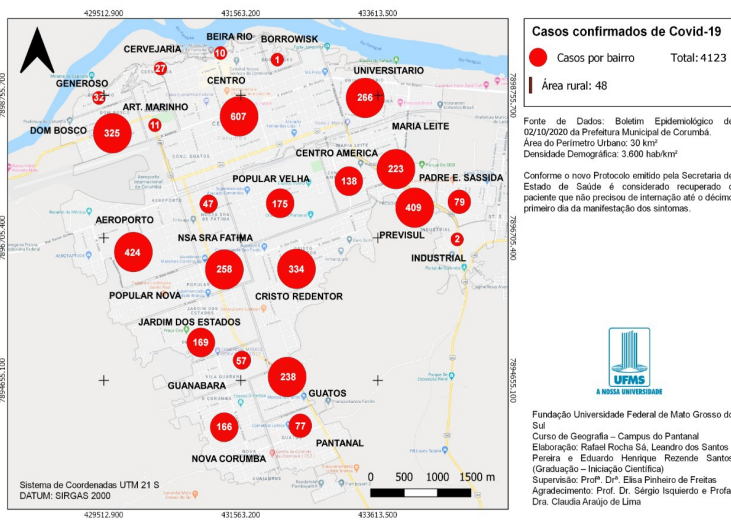 429512.900 431563.200 433613.500
BEIRA RIO
CERVEJARIA
BORROWISK
10
1
27
GENEROSO
CENTRO
UNIVERSITARIO
32
ART. MARINHO
266
607
DOM BOSCO
325
11
MARIA LEITE
CENTRO AMERICA
223
POPULAR VELHA
138
PADRE E. SASSIDA
47
175
79
AEROPORTO
409
NSA SRA FATIMA
PREVISUL
2
424
INDUSTRIAL
258
334
POPULAR NOVA
CRISTO REDENTOR
JARDIM DOS ESTADOS
169
57
GUANABARA
238
GUATOS
166
77
PANTANAL
NOVA CORUMBA
Sistema de Coordenadas UTM 21 S
DATUM: SIRGAS 2000
0 500 1000 1500 m
429512.900 431563.200 433613.500
7898755.700
7896705.400
7894655.100
7898755.700
7896705.400
7894655.100
Casos confirmados de Covid-19
Casos por bairro Total: 4123
Área rural: 48
Fonte de Dados: Boletim Epidemiológico de
02/10/2020 da Prefeitura Municipal de Corumbá.
Área do Perímetro Urbano: 30 km²
Densidade Demográfica: 3.600 hab/km²
Conforme o novo Protocolo emitido pela Secretaria de
Estado de Saúde é considerado recuperado o
paciente que não precisou de internação até o décimo
primeiro dia da manifestação dos sintomas.
UFMS
A NOSSA UNIVERSIDADE
Fundação Universidade Federal de Mato Grosso do
Sul
Curso de Geografia – Campus do Pantanal
Elaboração: Rafael Rocha Sá, Leandro dos Santos
Pereira e Eduardo Henrique Rezende Santos
(Graduação – Iniciação Científica)
Supervisão: Profª. Drª. Elisa Pinheiro de Freitas
Agradecimento: Prof. Dr. Sérgio Isquierdo e Profa.
Dra. Claudia Araújo de Lima